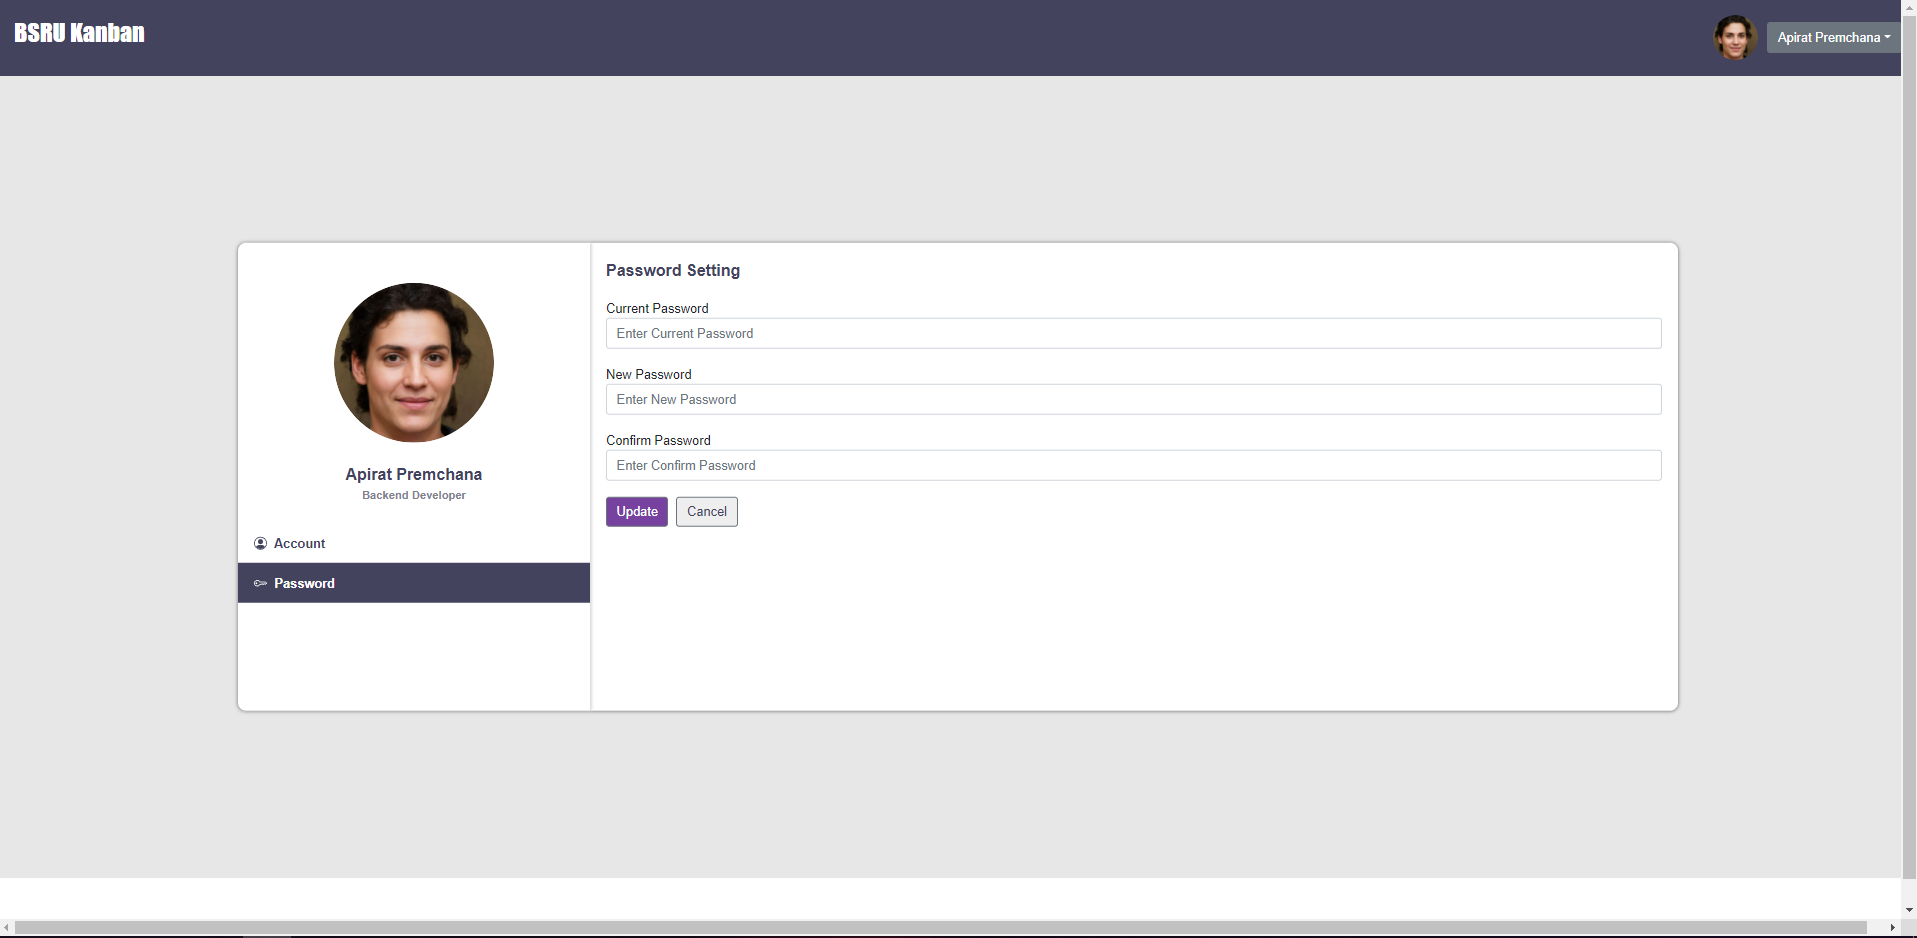 BSRU Kanban
Apirat Premchana
Apirat Premchana
Backend Developer
Account
Password
Password Setting
Current Password
Enter Current Password
New Password
Enter New Password
Confirm Password
Enter Confirm Password
Update Cancel